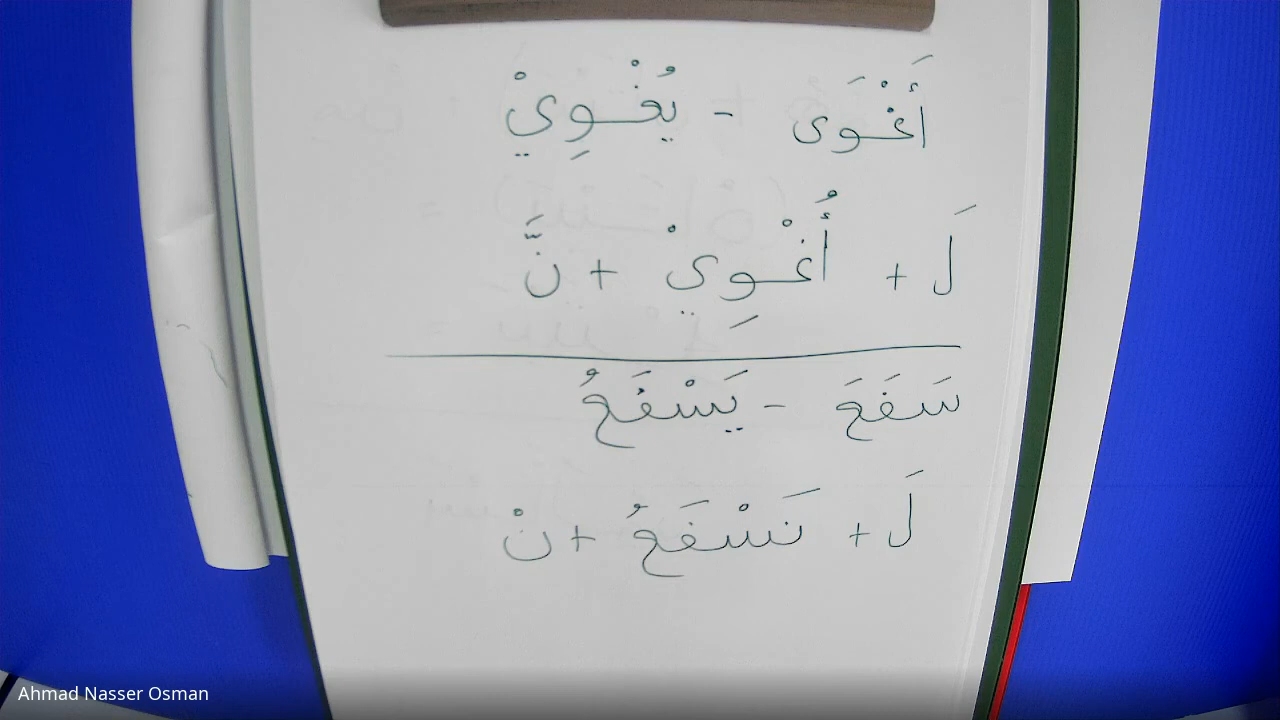 أَغْوَى - يُغْوِيْ
لَ + أُغْوِيْ + نَّ
سَفَعَ - يَسْفَعُ
لَ + نَسْفَعُ + نْ
Ahmad Nasser Osman